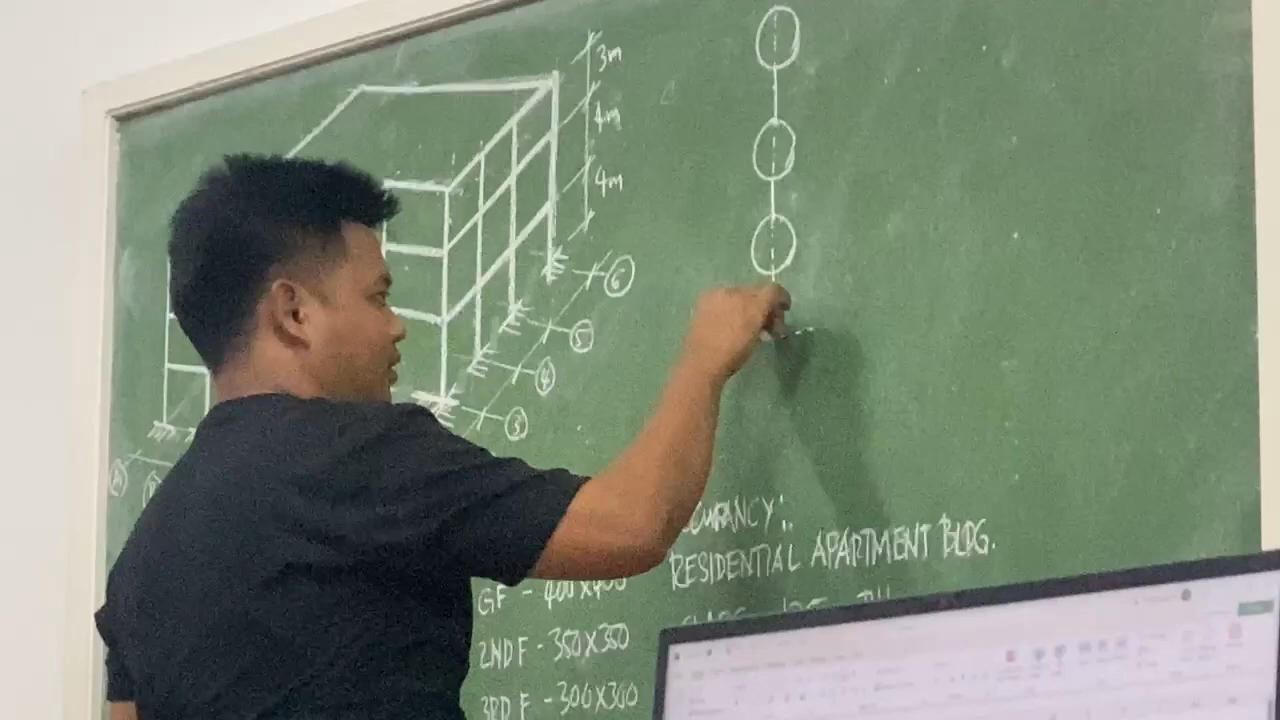 3m
4m
4m
6
5
4
3
A
OCCUPANCY:
RESIDENTIAL APARTMENT BLDG.
GF - 400X400
2ND F - 350X350
3RD F - 300X300